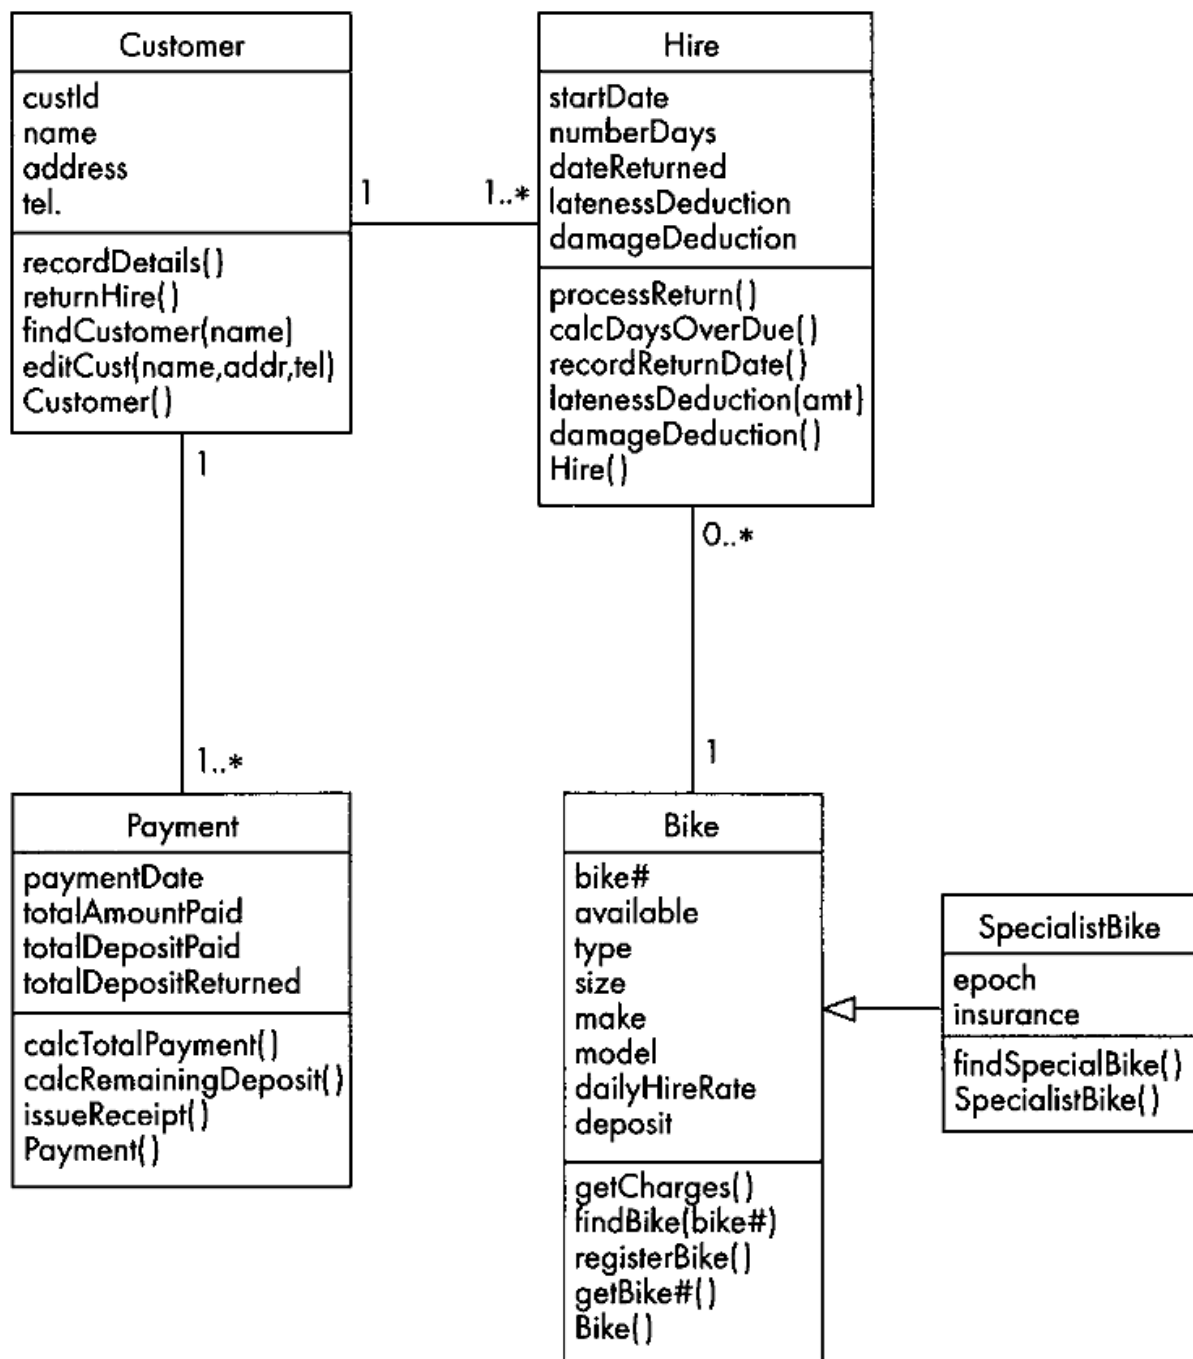 Customer
custId
name
address
tel.
recordDetails()
returnHire()
findCustomer(name)
editCust(name,addr,tel)
Customer()
1
1..*
Hire
startDate
numberDays
dateReturned
latenessDeduction
damageDeduction
processReturn()
calcDaysOverDue()
recordReturnDate()
latenessDeduction(amt)
damageDeduction()
Hire()
1
1..*
0..*
1
Payment
paymentDate
totalAmountPaid
totalDepositPaid
totalDepositReturned
calcTotalPayment()
calcRemainingDeposit()
issueReceipt()
Payment()
Bike
bike#
available
type
size
make
model
dailyHireRate
deposit
getCharges()
findBike(bike#)
registerBike()
getBike#()
Bike()
SpecialistBike
epoch
insurance
findSpecialBike()
SpecialistBike()